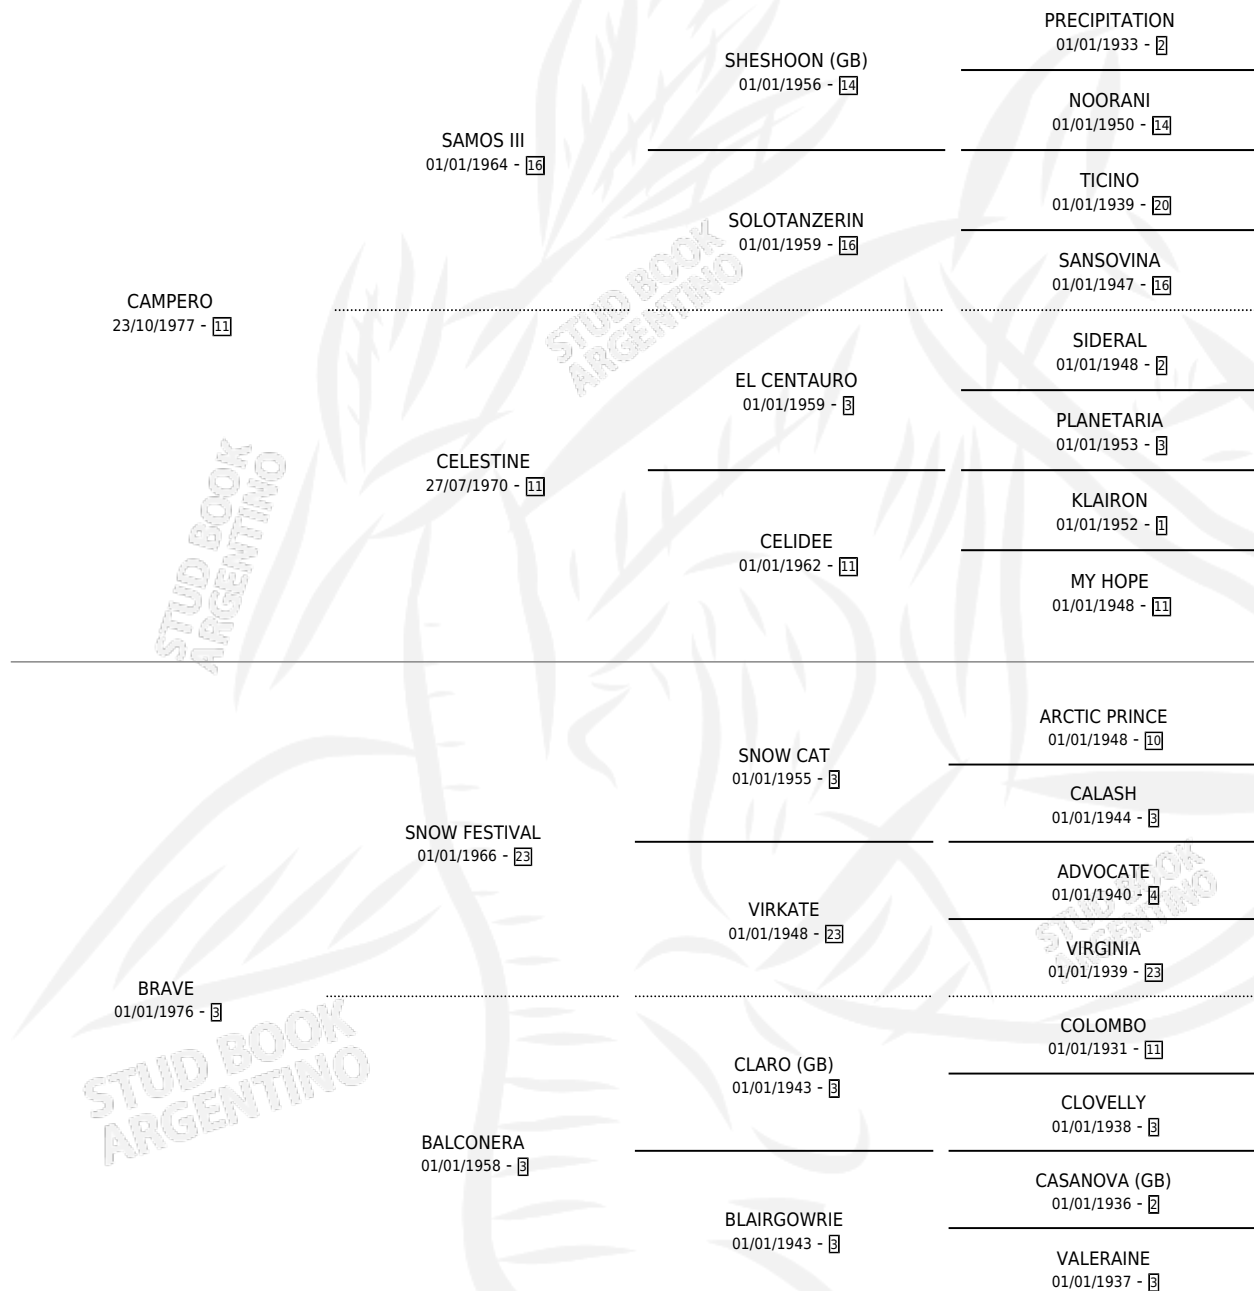 PRECIPITATION
01/01/1933 - 2
SHESHOON (GB)
01/01/1956 - 14
NOORANI
01/01/1950 - 14
SAMOS III
01/01/1964 - 16
TICINO
01/01/1939 - 20
SOLOTANZERIN
01/01/1959 - 16
SANSOVINA
01/01/1947 - 16
CAMPERO
23/10/1977 - 11
SIDERAL
01/01/1948 - 2
EL CENTAURO
01/01/1959 - 3
PLANETARIA
01/01/1953 - 3
CELESTINE
27/07/1970 - 11
KLAIRON
01/01/1952 - 1
CELIDEE
01/01/1962 - 11
MY HOPE
01/01/1948 - 11
STUD BOOK
ARGENTINO
STUD BOOK
ARGENTINO
ARCTIC PRINCE
01/01/1948 - 10
SNOW CAT
01/01/1955 - 3
CALASH
01/01/1944 - 3
SNOW FESTIVAL
01/01/1966 - 23
ADVOCATE
01/01/1940 - 4
VIRKATE
01/01/1948 - 23
VIRGINIA
01/01/1939 - 23
BRAVE
01/01/1976 - 3
COLOMBO
01/01/1931 - 11
CLARO (GB)
01/01/1943 - 3
CLOVELLY
01/01/1938 - 3
BALCONERA
01/01/1958 - 3
CASANOVA (GB)
01/01/1936 - 2
BLAIRGOWRIE
01/01/1943 - 3
VALERAINE
01/01/1937 - 3
STUD BOOK
ARGENTINO
STUD BOOK
ARGENTINO